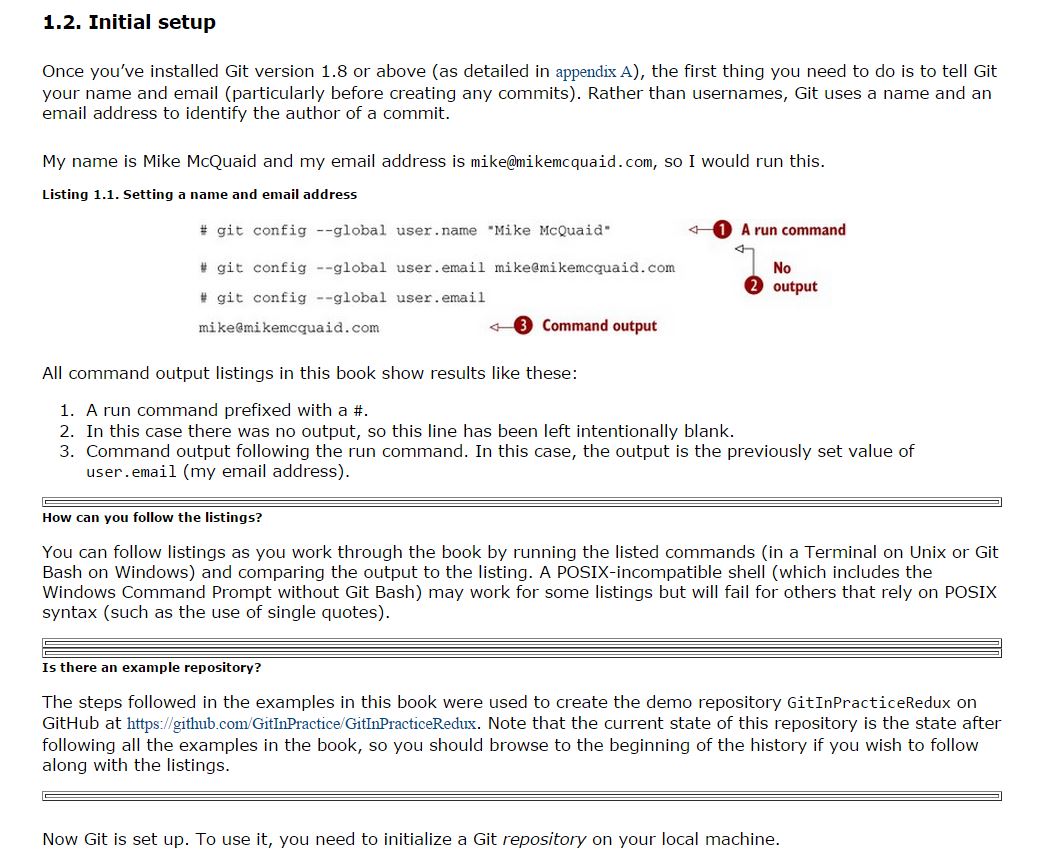 1.2. Initial setup
Once you've installed Git version 1.8 or above (as detailed in appendix A), the first thing you need to do is to tell Git
your name and email (particularly before creating any commits). Rather than usernames, Git uses a name and an
email address to identify the author of a commit.
My name is Mike McQuaid and my email address is mike@mikemcquaid.com, so I would run this.
Listing 1.1. Setting a name and email address
# git config --global user.name "Mike McQuaid" 1 A run command
# git config --global user.email mike@mikemcquaid.com No
2 output
# git config --global user.email
mike@mikemcquaid.com 3 Command output
All command output listings in this book show results like these:
1. A run command prefixed with a #.
2. In this case there was no output, so this line has been left intentionally blank.
3. Command output following the run command. In this case, the output is the previously set value of
user.email (my email address).
How can you follow the listings?
You can follow listings as you work through the book by running the listed commands (in a Terminal on Unix or Git
Bash on Windows) and comparing the output to the listing. A POSIX-incompatible shell (which includes the
Windows Command Prompt without Git Bash) may work for some listings but will fail for others that rely on POSIX
syntax (such as the use of single quotes).
Is there an example repository?
The steps followed in the examples in this book were used to create the demo repository GitInPracticeRedux on
GitHub at https://github.com/GitInPractice/GitInPracticeRedux. Note that the current state of this repository is the state after
following all the examples in the book, so you should browse to the beginning of the history if you wish to follow
along with the listings.
Now Git is set up. To use it, you need to initialize a Git repository on your local machine.